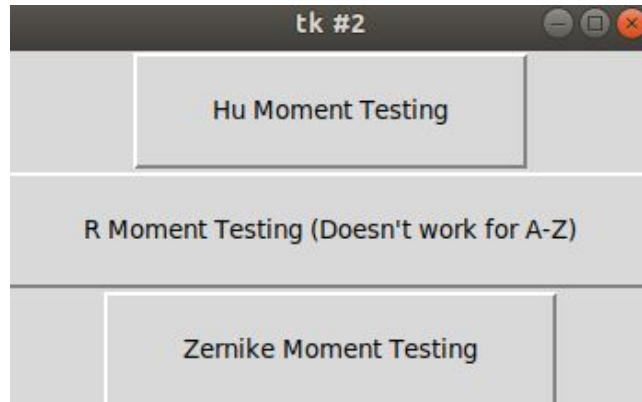 tk #2
Hu Moment Testing
R Moment Testing (Doesn't work for A-Z)
Zernike Moment Testing